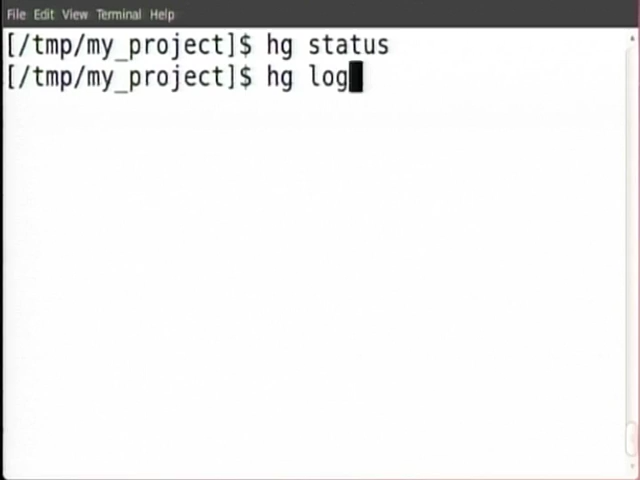 File Edit View Terminal Help
[/tmp/my_project]$ hg status
[/tmp/my_project]$ hg log